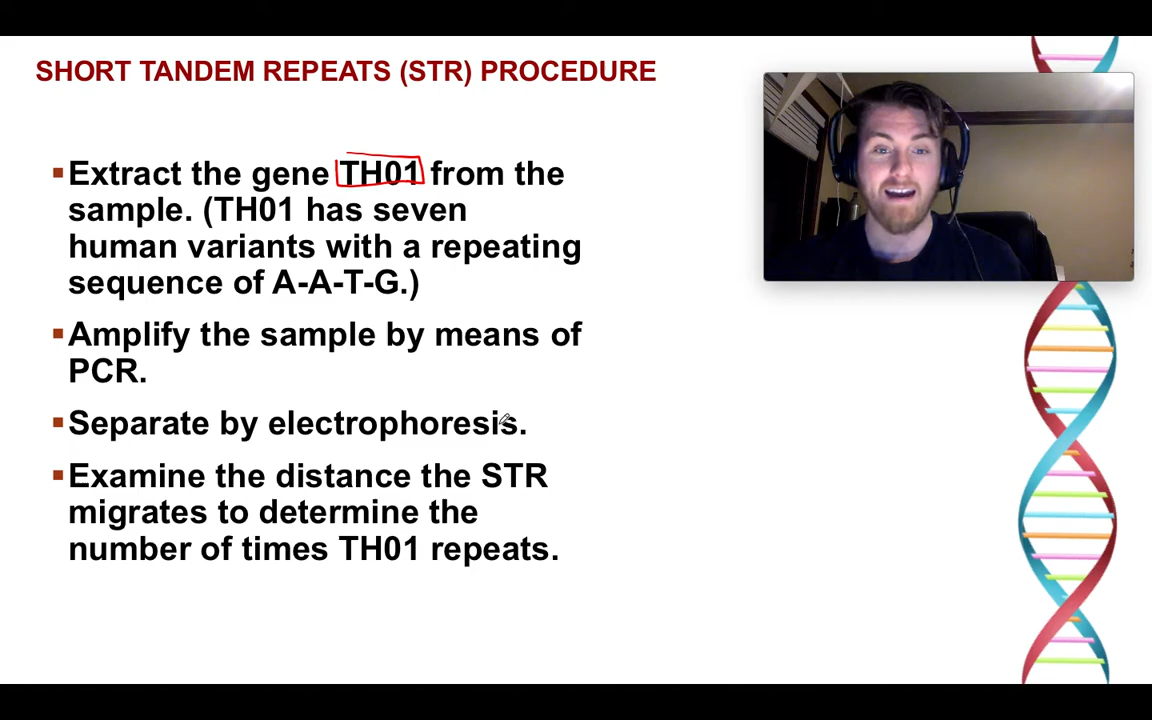 SHORT TANDEM REPEATS (STR) PROCEDURE
▪Extract the gene TH01 from the
sample. (TH01 has seven
human variants with a repeating
sequence of A-A-T-G.)
▪Amplify the sample by means of
PCR.
▪Separate by electrophoresis.
▪Examine the distance the STR
migrates to determine the
number of times TH01 repeats.